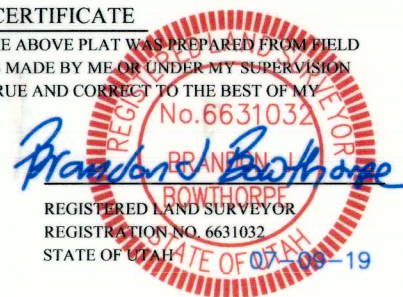 CERTIFICATE
E ABOVE PLAT WAS PREPARED FROM FIELD
MADE BY ME OR UNDER MY SUPERVISION
RUE AND CORRECT TO THE BEST OF MY
REGISTERED LAND SURVEYOR
No. 6631032
BRANDON J.
BOWTHORPE
STATE OF UTAH
Brandon J Bowthorpe
REGISTERED LAND SURVEYOR
REGISTRATION NO. 6631032
STATE OF UTAH
07-09-19